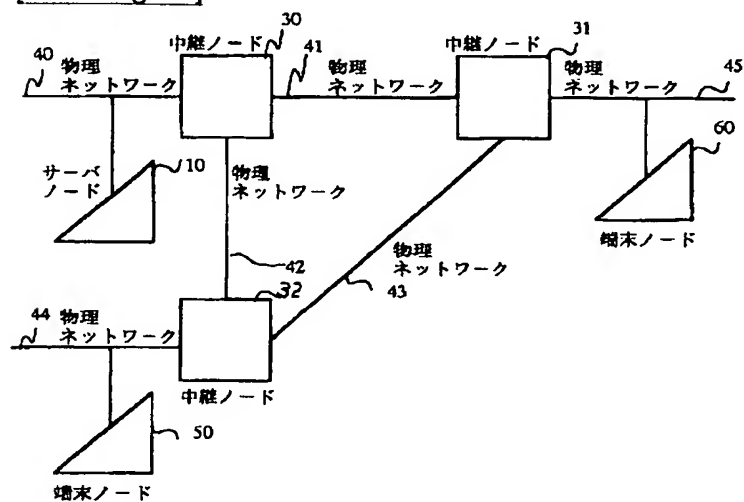 30
中継ノード
41
中継ノード
31
40
物理
ネットワーク
物理
ネットワーク
物理
ネットワーク
45
サーバ
ノード
10
物理
ネットワーク
60
端末ノード
42
物理
ネットワーク
43
32
44
物理
ネットワーク
中継ノード
50
端末ノード